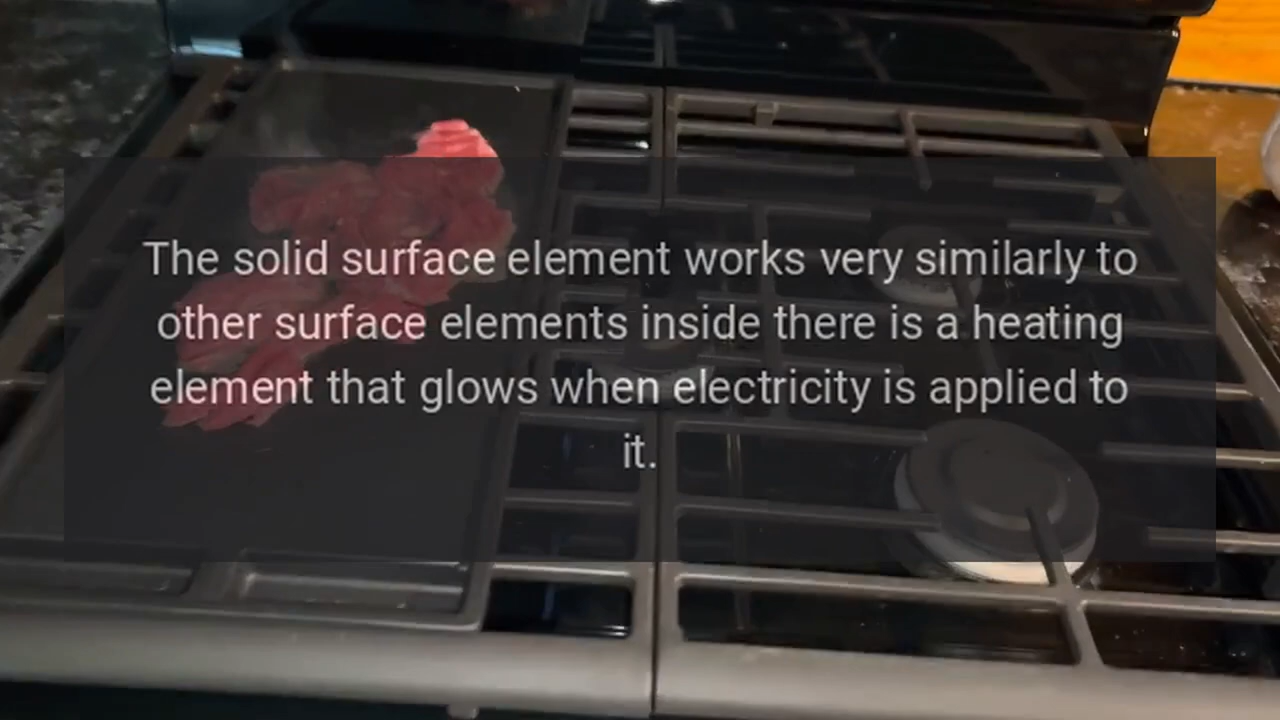 The solid surface element works very similarly to
other surface elements inside there is a heating
element that glows when electricity is applied to
it.